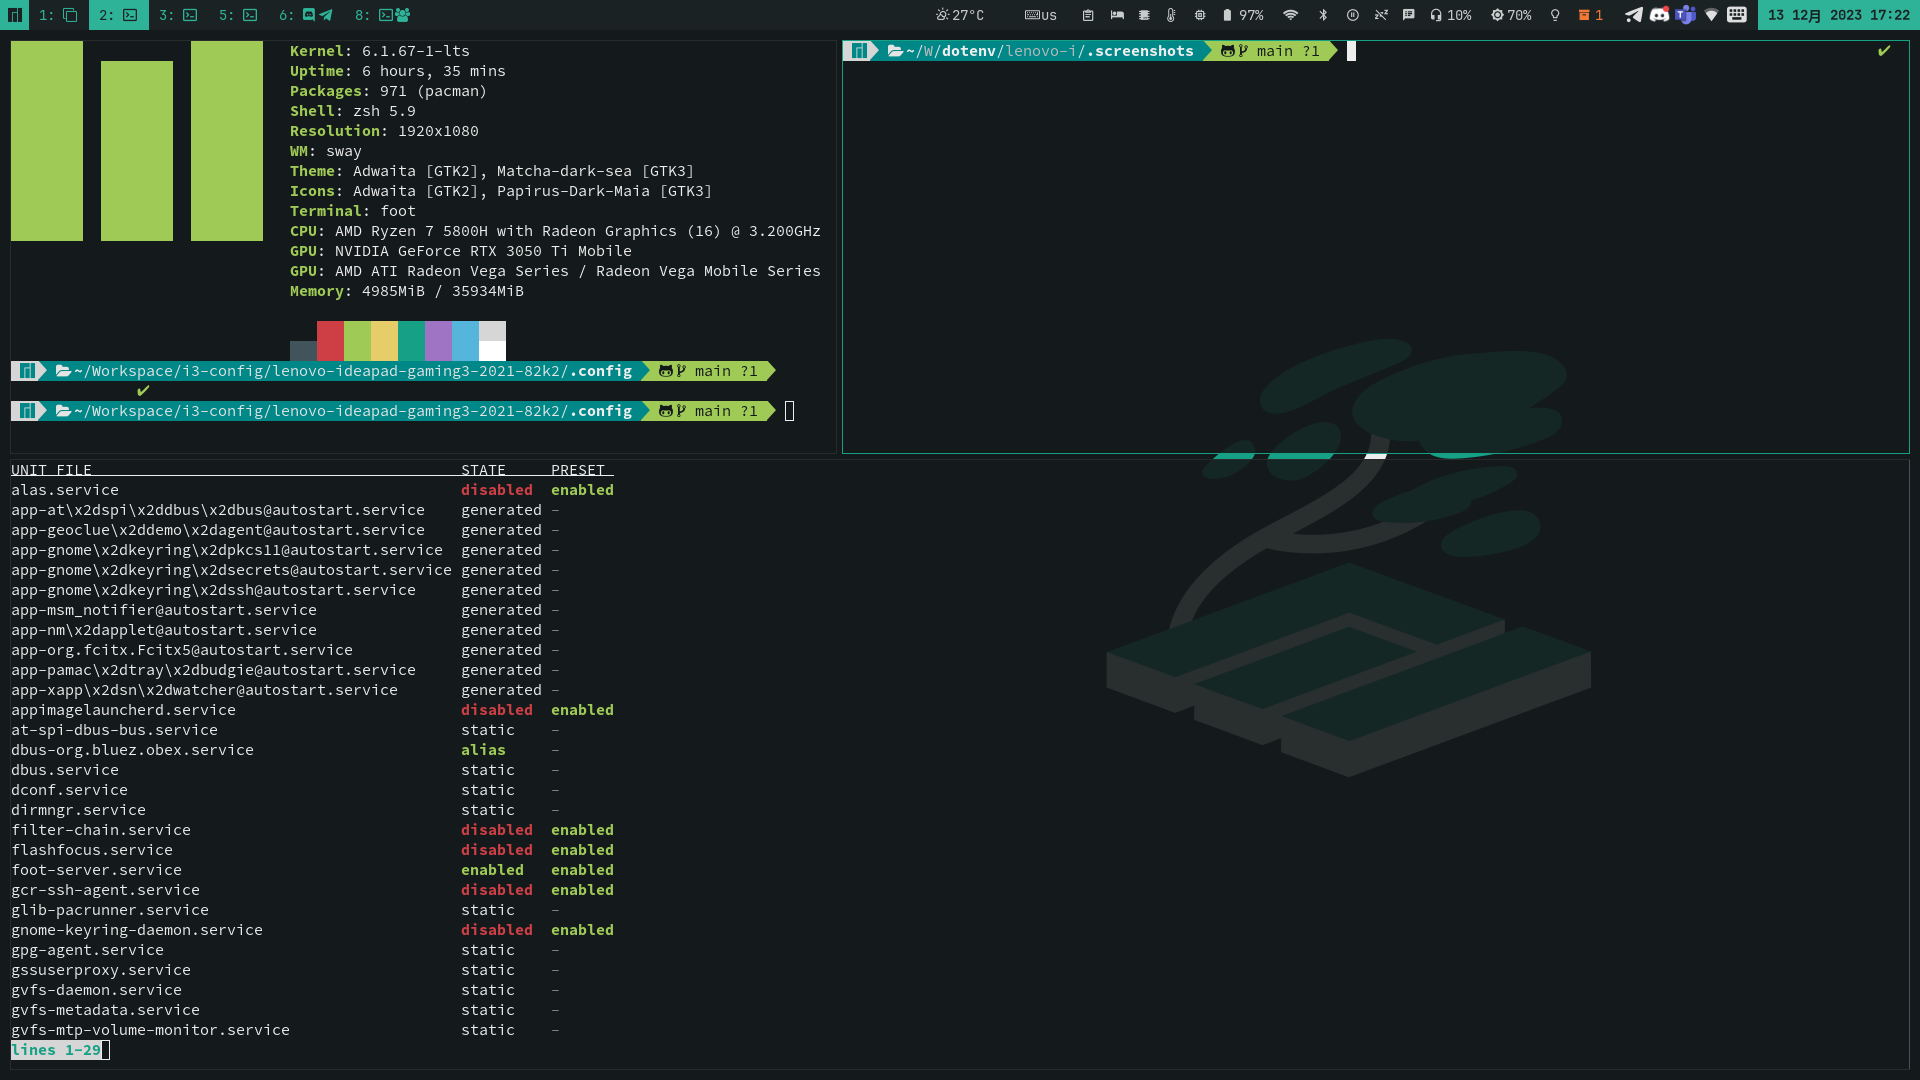 1: 2: 3: 5: 6: 8: 27°C us 97% 10% 70% 1 13 12月 2023 17:22
Kernel: 6.1.67-1-lts
Uptime: 6 hours, 35 mins
Packages: 971 (pacman)
Shell: zsh 5.9
Resolution: 1920x1080
WM: sway
Theme: Adwaita [GTK2], Matcha-dark-sea [GTK3]
Icons: Adwaita [GTK2], Papirus-Dark-Maia [GTK3]
Terminal: foot
CPU: AMD Ryzen 7 5800H with Radeon Graphics (16) @ 3.200GHz
GPU: NVIDIA GeForce RTX 3050 Ti Mobile
GPU: AMD ATI Radeon Vega Series / Radeon Vega Mobile Series
Memory: 4985MiB / 35934MiB
~/Workspace/i3-config/lenovo-ideapad-gaming3-2021-82k2/.config main ?1
✔
~/Workspace/i3-config/lenovo-ideapad-gaming3-2021-82k2/.config main ?1
~/W/dotenv/lenovo-i/.screenshots main ?1 ✔
UNIT FILE STATE PRESET
alas.service disabled enabled
app-at\x2dspi\x2ddbus\x2dbus@autostart.service generated -
app-geoclue\x2ddemo\x2dagent@autostart.service generated -
app-gnome\x2dkeyring\x2dpkcs11@autostart.service generated -
app-gnome\x2dkeyring\x2dsecrets@autostart.service generated -
app-gnome\x2dkeyring\x2dssh@autostart.service generated -
app-msm_notifier@autostart.service generated -
app-nm\x2dapplet@autostart.service generated -
app-org.fcitx.Fcitx5@autostart.service generated -
app-pamac\x2dtray\x2dbudgie@autostart.service generated -
app-xapp\x2dsn\x2dwatcher@autostart.service generated -
appimagelauncherd.service disabled enabled
at-spi-dbus-bus.service static -
dbus-org.bluez.obex.service alias -
dbus.service static -
dconf.service static -
dirmngr.service static -
filter-chain.service disabled enabled
flashfocus.service disabled enabled
foot-server.service enabled enabled
gcr-ssh-agent.service disabled enabled
glib-pacrunner.service static -
gnome-keyring-daemon.service disabled enabled
gpg-agent.service static -
gssuserproxy.service static -
gvfs-daemon.service static -
gvfs-metadata.service static -
gvfs-mtp-volume-monitor.service static -
lines 1-29